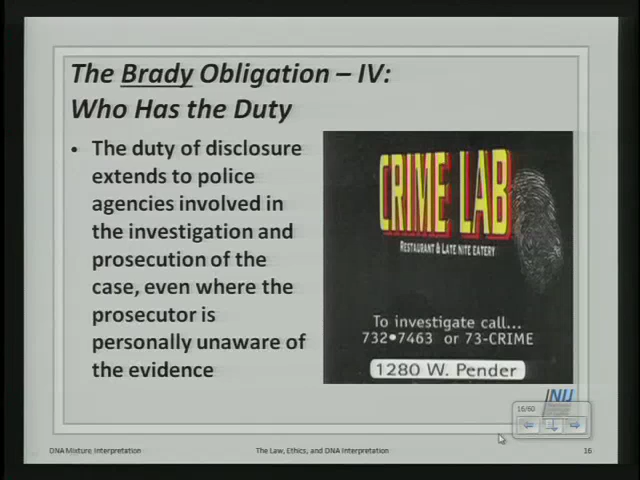 The Brady Obligation – IV:
Who Has the Duty
• The duty of disclosure
extends to police
agencies involved in
the investigation and
prosecution of the
case, even where the
prosecutor is
personally unaware of
the evidence
CRIME LAB
RESTAURANT & LATE NITE EATERY
To investigate call...
732•7463 or 73-CRIME
1280 W. Pender
NIJ
16/60
DNA Mixture Interpretation
The Law, Ethics, and DNA Interpretation
16